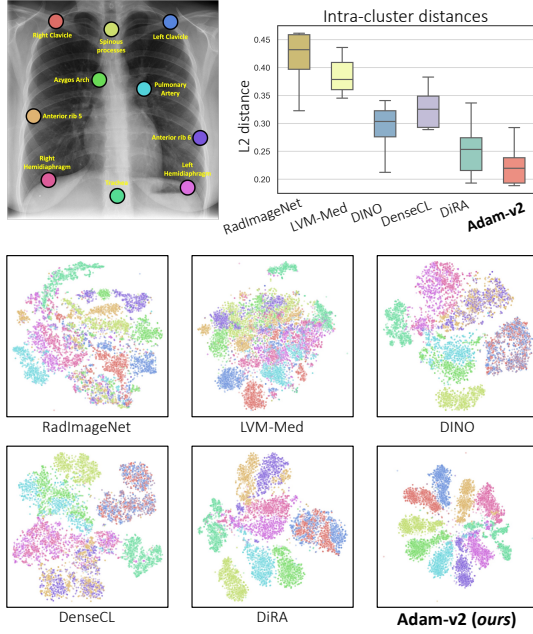 Right Clavicle
Spinous
processes
Left Clavicle
Azygos Arch
Pulmonary
Artery
Anterior rib 5
Anterior rib 6
Right
Hemidiaphragm
Left
Hemidiaphragm
Intra-cluster distances
L2 distance
0.45
0.40
0.35
0.30
0.25
0.20
RadImageNet
LVM-Med
DINO
DenseCL
DiRA
Adam-v2
RadImageNet
LVM-Med
DINO
DenseCL
DiRA
Adam-v2 (ours)